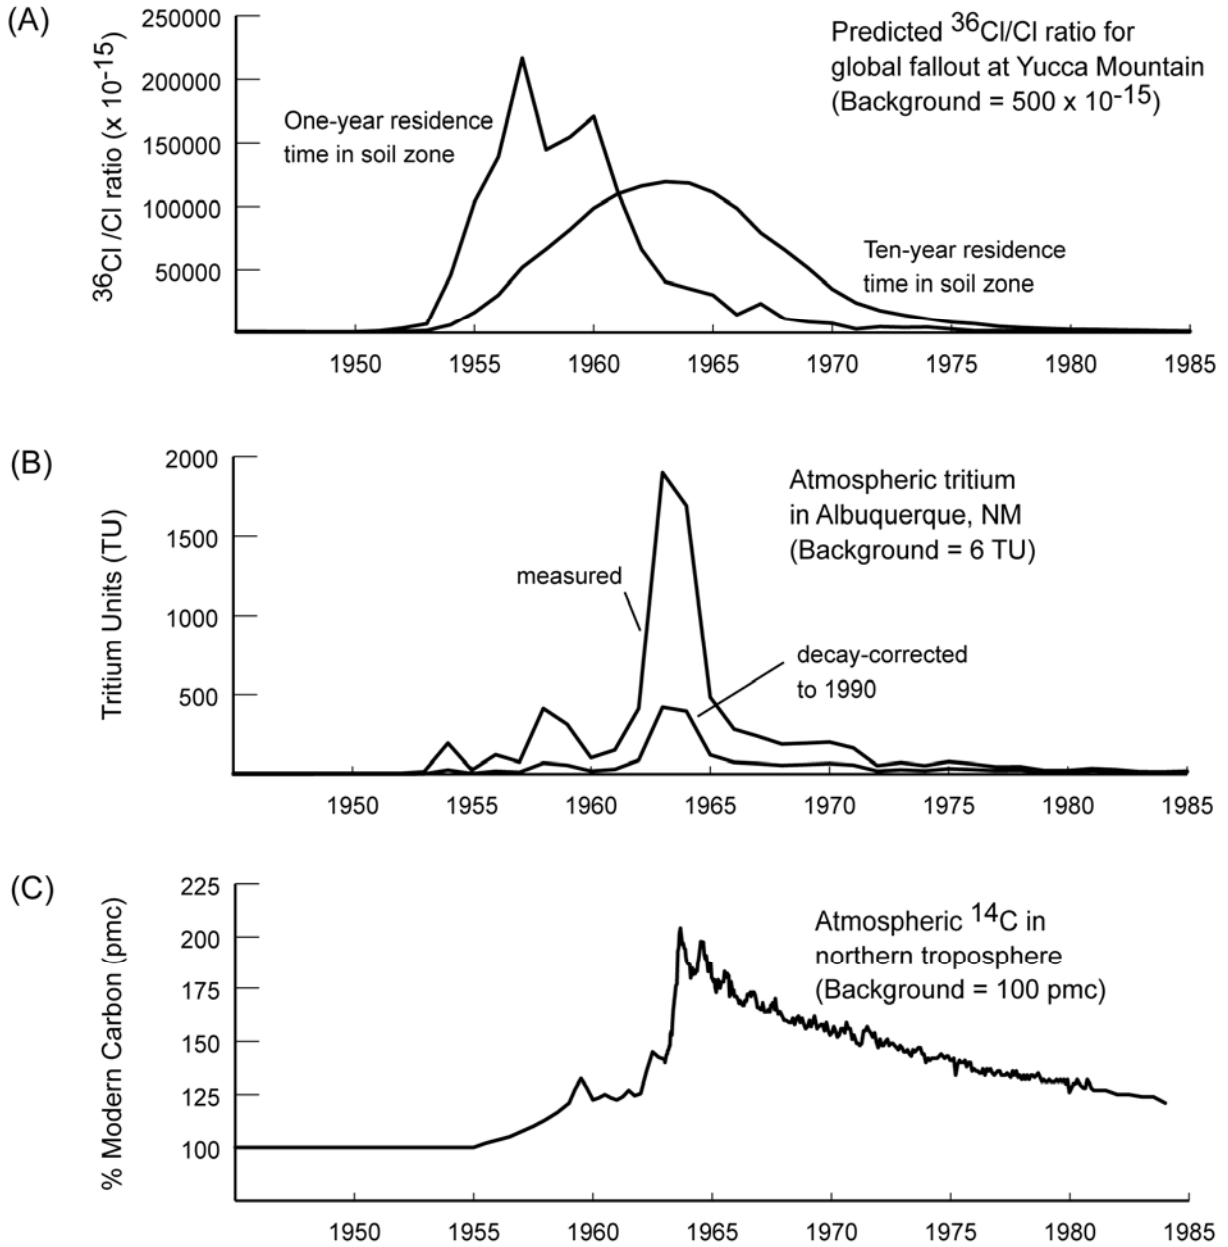 (A)
250000
200000
150000
100000
50000
³⁶Cl /Cl ratio (x 10⁻¹⁵)
Predicted ³⁶Cl/Cl ratio for
global fallout at Yucca Mountain
(Background = 500 x 10⁻¹⁵)
One-year residence
time in soil zone
Ten-year residence
time in soil zone
1950 1955 1960 1965 1970 1975 1980 1985
(B)
2000
1500
1000
500
Tritium Units (TU)
Atmospheric tritium
in Albuquerque, NM
(Background = 6 TU)
measured
decay-corrected
to 1990
1950 1955 1960 1965 1970 1975 1980 1985
(C)
225
200
175
150
125
100
% Modern Carbon (pmc)
Atmospheric ¹⁴C in
northern troposphere
(Background = 100 pmc)
1950 1955 1960 1965 1970 1975 1980 1985